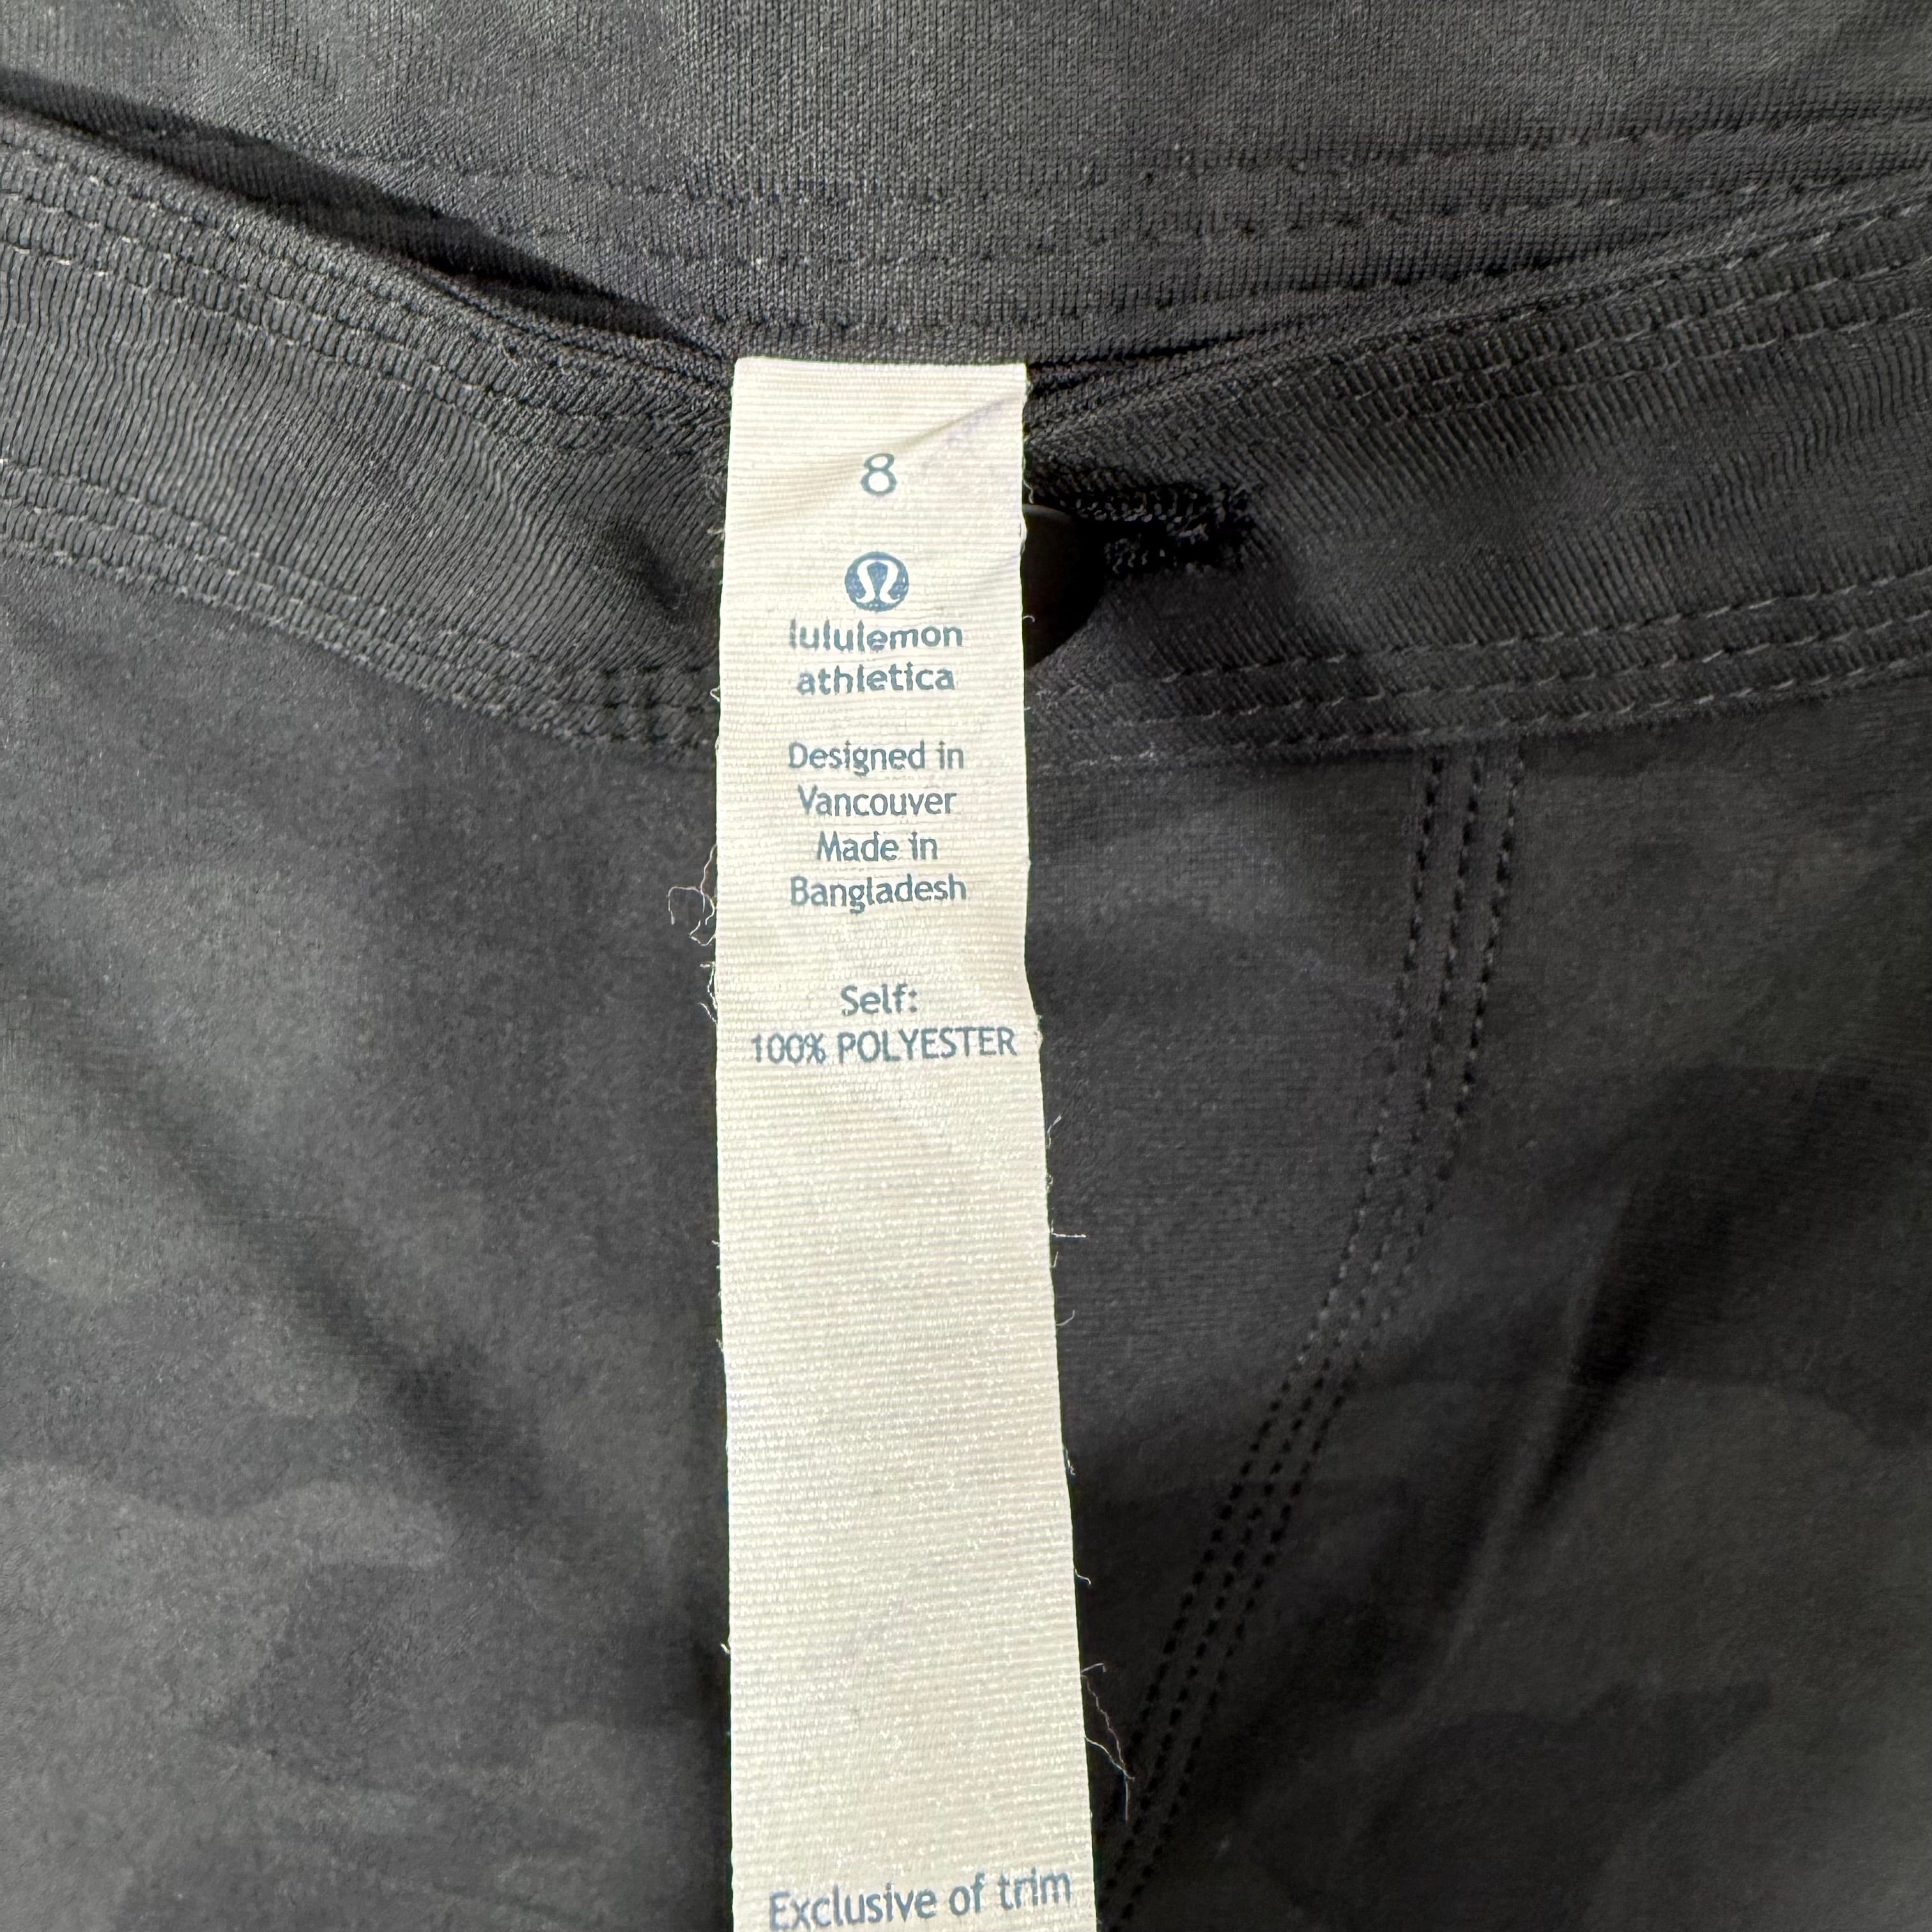 8
lululemon
athletica
Designed in
Vancouver
Made in
Bangladesh
Self:
100% POLYESTER
Exclusive of trim